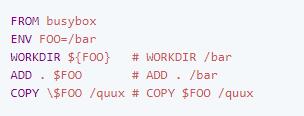 FROM busybox
ENV FOO=/bar
WORKDIR ${FOO}   # WORKDIR /bar
ADD . $FOO       # ADD . /bar
COPY \$FOO /quux # COPY $FOO /quux